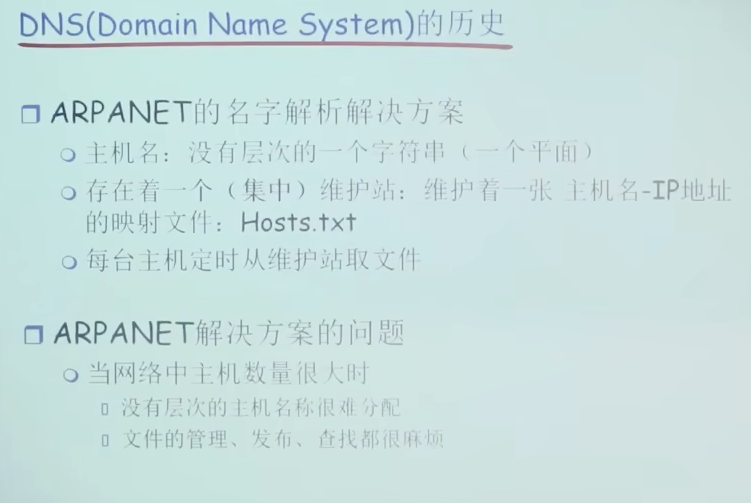 DNS(Domain Name System)的历史
ARPANET的名字解析解决方案
主机名：没有层次的一个字符串（一个平面）
存在着一个（集中）维护站：维护着一张 主机名-IP地址
的映射文件：Hosts.txt
每台主机定时从维护站取文件
ARPANET解决方案的问题
当网络中主机数量很大时
没有层次的主机名称很难分配
文件的管理、发布、查找都很麻烦